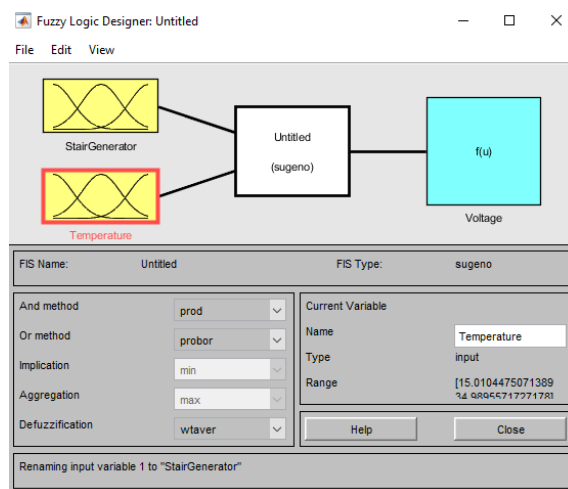 Fuzzy Logic Designer: Untitled
File Edit View
StairGenerator
Temperature
Untitled
(sugeno)
f(u)
Voltage
FIS Name: Untitled FIS Type: sugeno
And method prod
Or method probor
Implication min
Aggregation max
Defuzzification wtaver
Current Variable
Name Temperature
Type input
Range [15.0104475071389
34.9895571727178]
Help Close
Renaming input variable 1 to "StairGenerator"